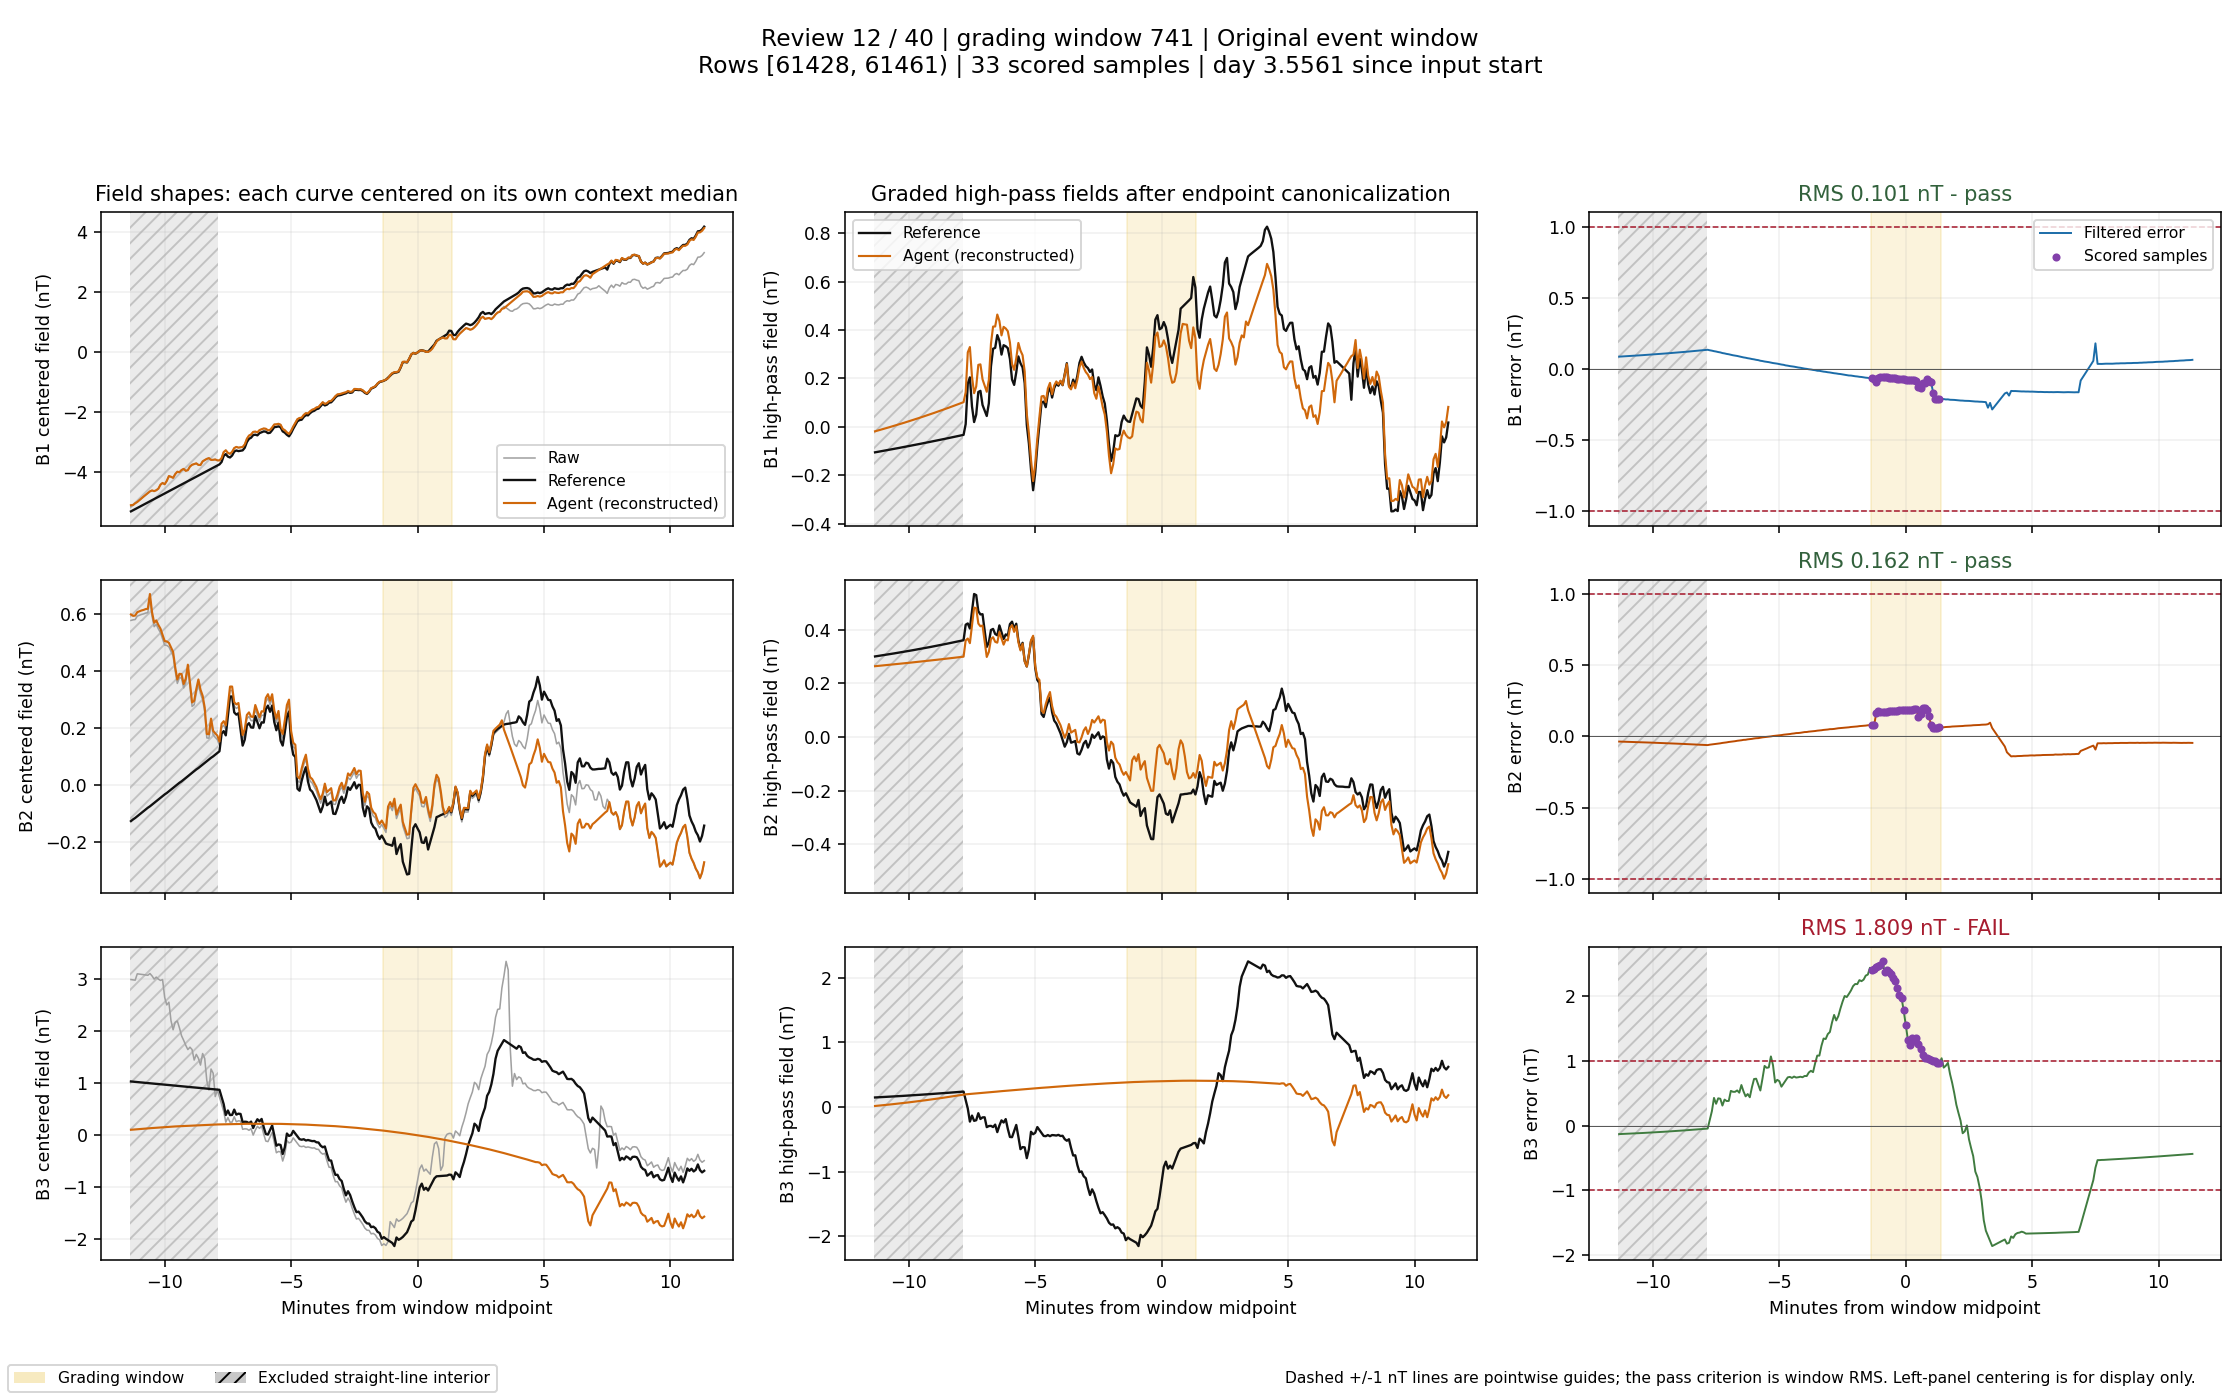 Review 12 / 40 | grading window 741 | Original event window
Rows [61428, 61461) | 33 scored samples | day 3.5561 since input start
Field shapes: each curve centered on its own context median
Graded high-pass fields after endpoint canonicalization
RMS 0.101 nT - pass
B1 centered field (nT)
4
2
0
−2
−4
Raw
Reference
Agent (reconstructed)
B1 high-pass field (nT)
0.8
0.6
0.4
0.2
0.0
−0.2
−0.4
Reference
Agent (reconstructed)
B1 error (nT)
1.0
0.5
0.0
−0.5
−1.0
Filtered error
Scored samples
RMS 0.162 nT - pass
B2 centered field (nT)
0.6
0.4
0.2
0.0
−0.2
B2 high-pass field (nT)
0.4
0.2
0.0
−0.2
−0.4
B2 error (nT)
1.0
0.5
0.0
−0.5
−1.0
RMS 1.809 nT - FAIL
B3 centered field (nT)
3
2
1
0
−1
−2
−10 −5 0 5 10
Minutes from window midpoint
B3 high-pass field (nT)
2
1
0
−1
−2
−10 −5 0 5 10
Minutes from window midpoint
B3 error (nT)
2
1
0
−1
−2
−10 −5 0 5 10
Minutes from window midpoint
Grading window
Excluded straight-line interior
Dashed +/-1 nT lines are pointwise guides; the pass criterion is window RMS. Left-panel centering is for display only.